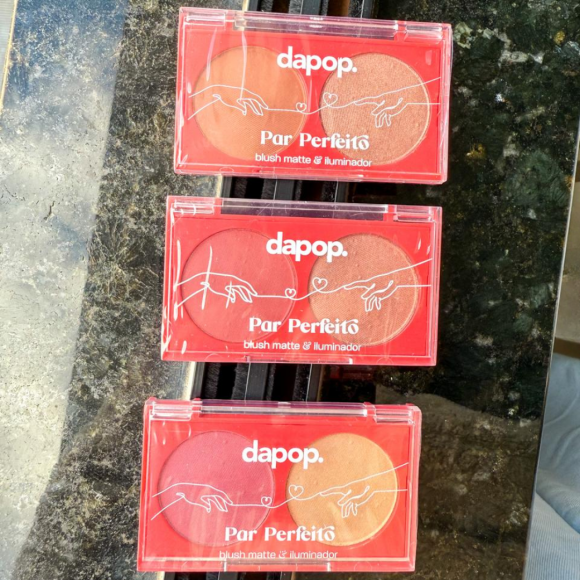 dapop.
Par Perfeito
blush matte & iluminador
dapop.
Par Perfeito
blush matte & iluminador
dapop.
Par Perfeito
blush matte & iluminador